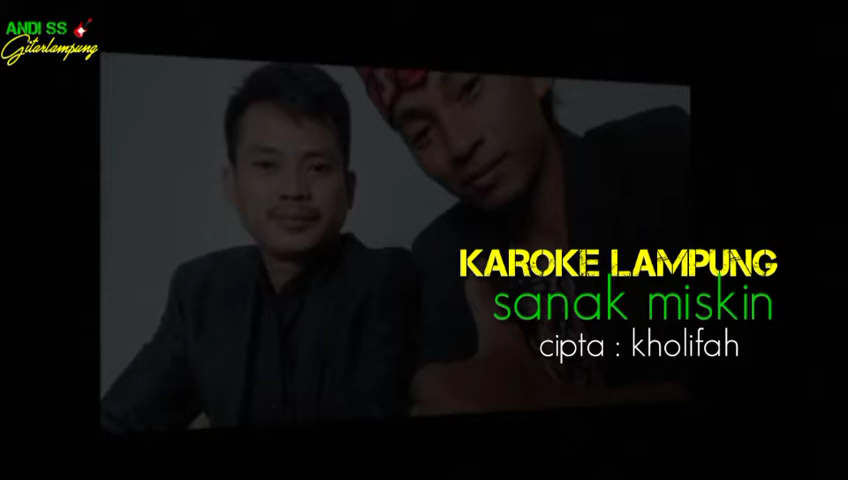 ANDI SS
Gitarlampung
KAROKE LAMPUNG
sanak miskin
cipta : kholifah